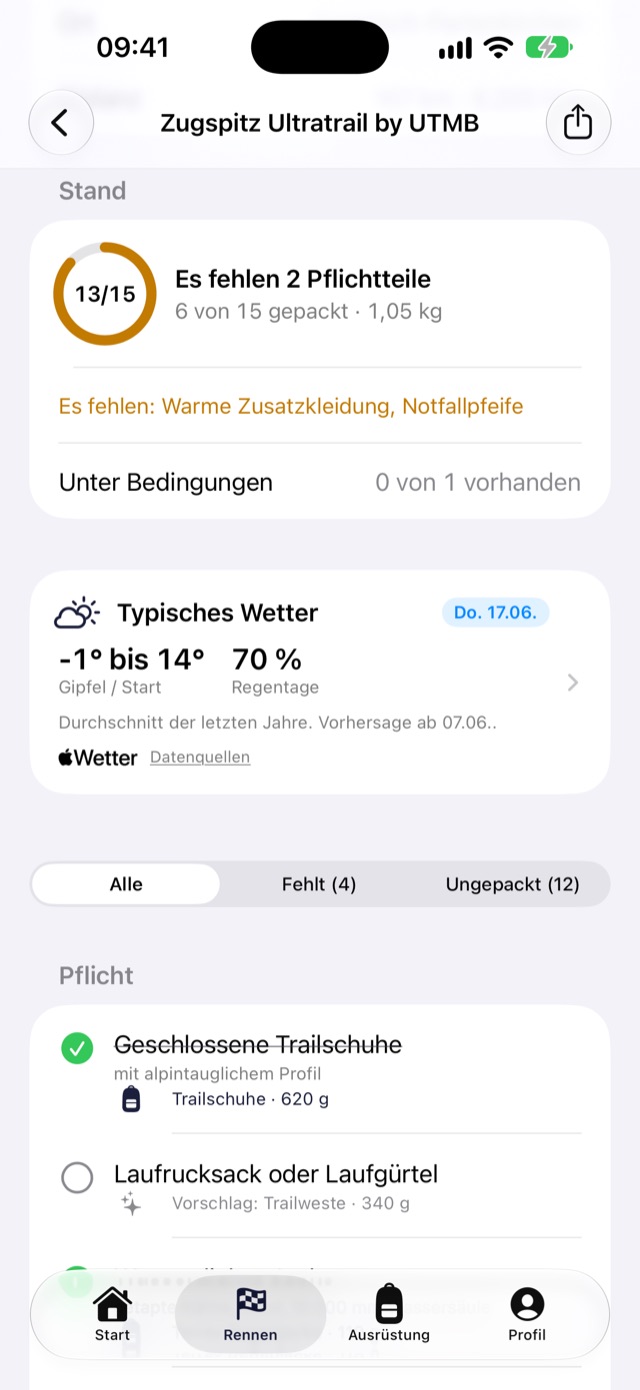 09:41
Zugspitz Ultratrail by UTMB
Stand
13/15
Es fehlen 2 Pflichtteile
6 von 15 gepackt · 1,05 kg
Es fehlen: Warme Zusatzkleidung, Notfallpfeife
Unter Bedingungen 0 von 1 vorhanden
Typisches Wetter Do. 17.06.
-1° bis 14° 70 %
Gipfel / Start Regentage
Durchschnitt der letzten Jahre. Vorhersage ab 07.06..
Wetter Datenquellen
Alle Fehlt (4) Ungepackt (12)
Pflicht
Geschlossene Trailschuhe
mit alpintauglichem Profil
Trailschuhe · 620 g
Laufrucksack oder Laufgürtel
Vorschlag: Trailweste · 340 g
Start Rennen Ausrüstung Profil